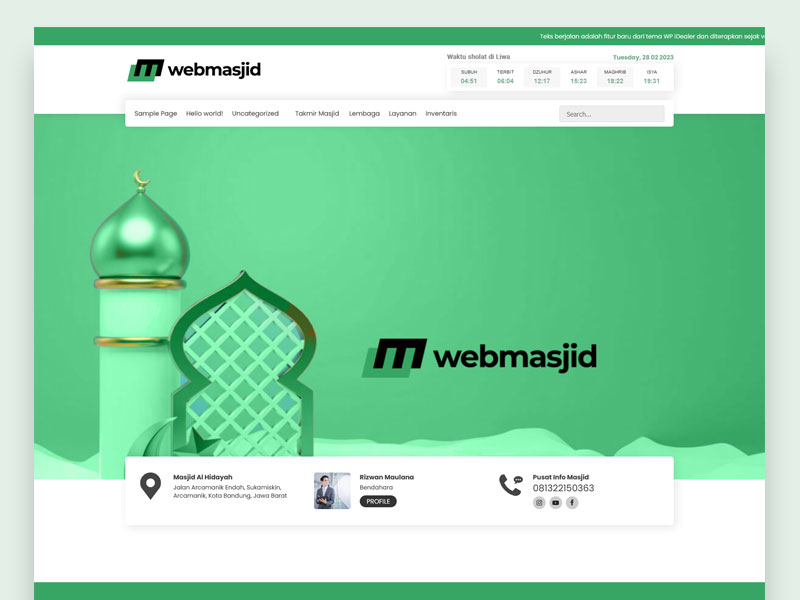 Teks berjalan adalah fitur baru dari tema WP iDealer dan diterapkan sejak
webmasjid
Waktu sholat di Liwa
Tuesday, 28 02 2023
SUBUH TERBIT DZUHUR ASHAR MAGHRIB ISYA
04:51 06:04 12:17 15:23 18:22 19:31
Sample Page Hello world! Uncategorized Takmir Masjid Lembaga Layanan Inventaris
Search...
webmasjid
Masjid Al Hidayah
Jalan Arcamanik Endah, Sukamiskin,
Arcamanik, Kota Bandung, Jawa Barat
Rizwan Maulana
Bendahara
PROFILE
Pusat Info Masjid
081322150363